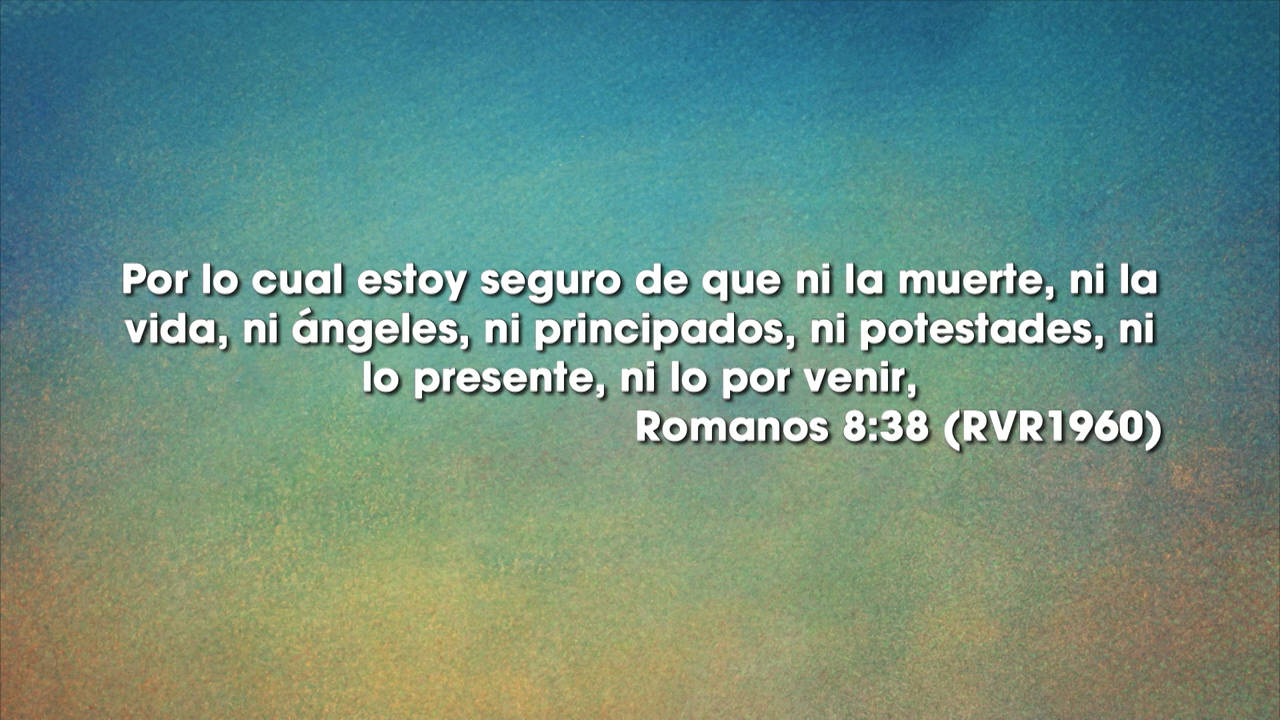 Por lo cual estoy seguro de que ni la muerte, ni la
vida, ni ángeles, ni principados, ni potestades, ni
lo presente, ni lo por venir,
Romanos 8:38 (RVR1960)